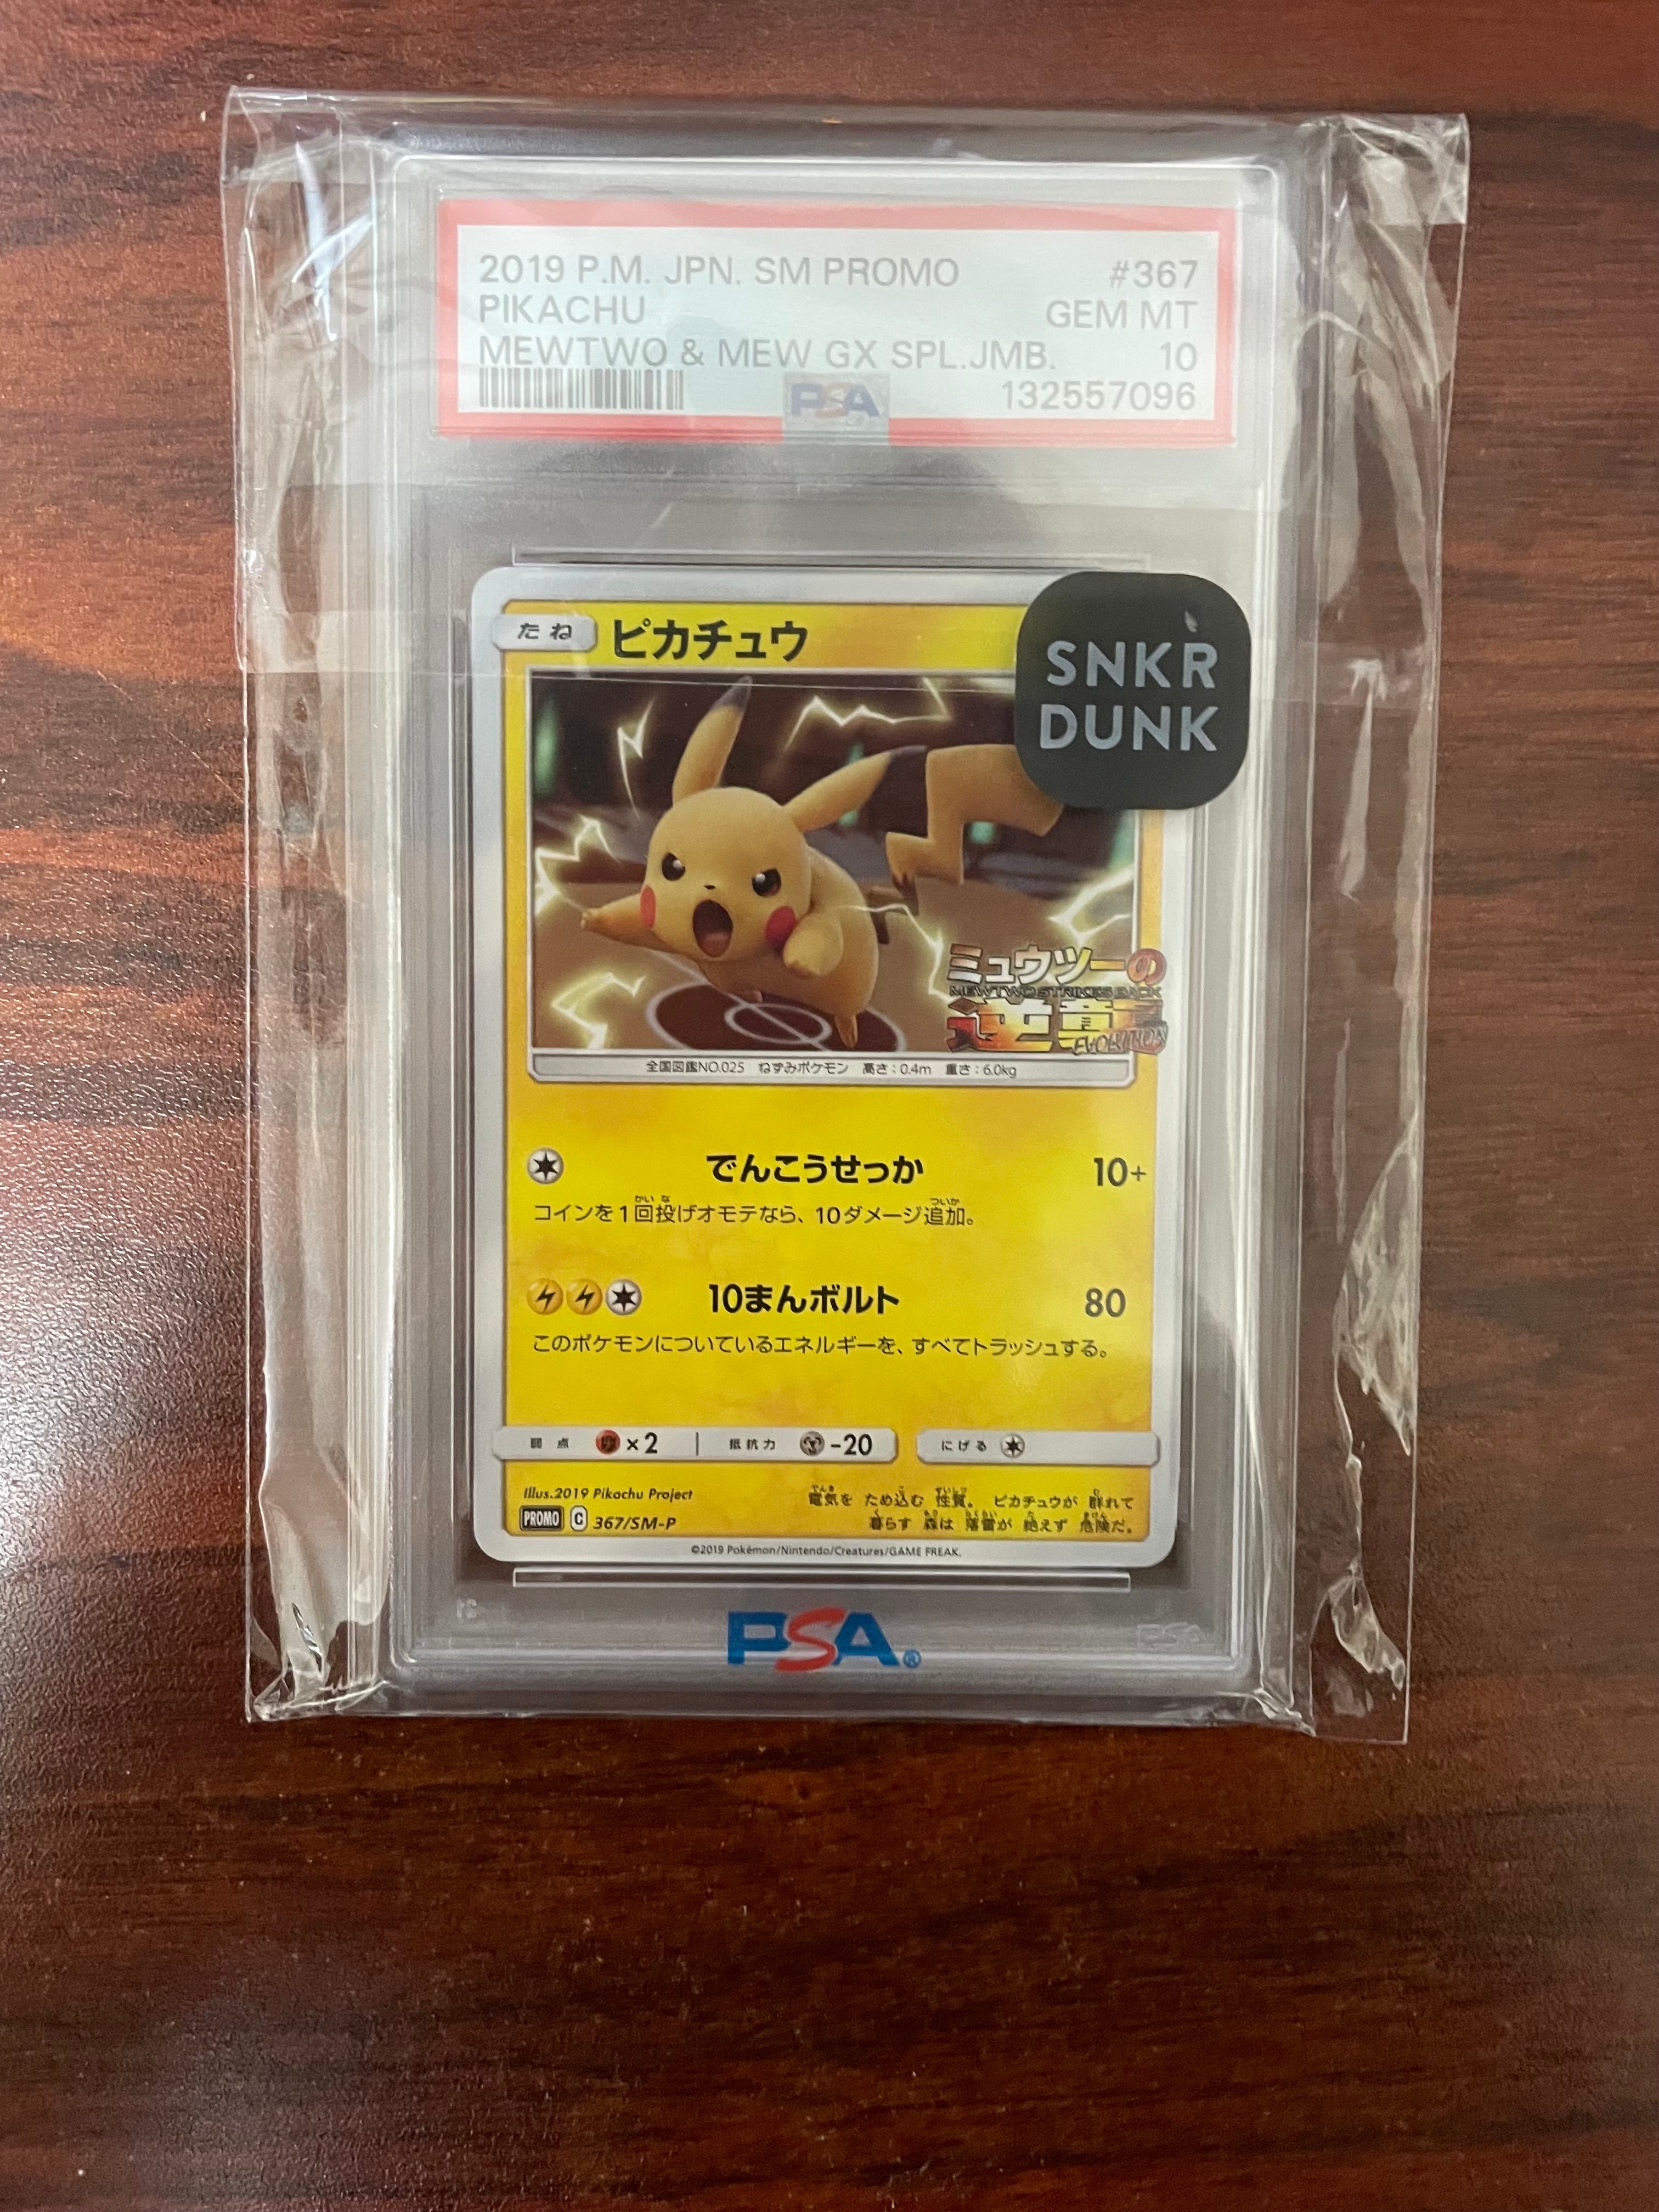 2019 P.M. JPN. SM PROMO #367
PIKACHU GEM MT
MEWTWO & MEW GX SPL.JMB. 10
PSA 132557096
たね ピカチュウ
SNKR
DUNK
ミュウツーの
MEWTWO STRIKES BACK
逆襲
EVOLUTION
全国図鑑NO.025 ねずみポケモン 高さ:0.4m 重さ:6.0kg
でんこうせっか 10+
コインを1回投げオモテなら、10ダメージ追加。
10まんボルト 80
このポケモンについているエネルギーを、すべてトラッシュする。
弱点 ×2 抵抗力 -20 にげる
Illus.2019 Pikachu Project
電気を ため込む 性質。 ピカチュウが 群れて
PROMO C 367/SM-P
暮らす 森は 落雷が 絶えず 危険だ。
©2019 Pokémon/Nintendo/Creatures/GAME FREAK.
PSA®